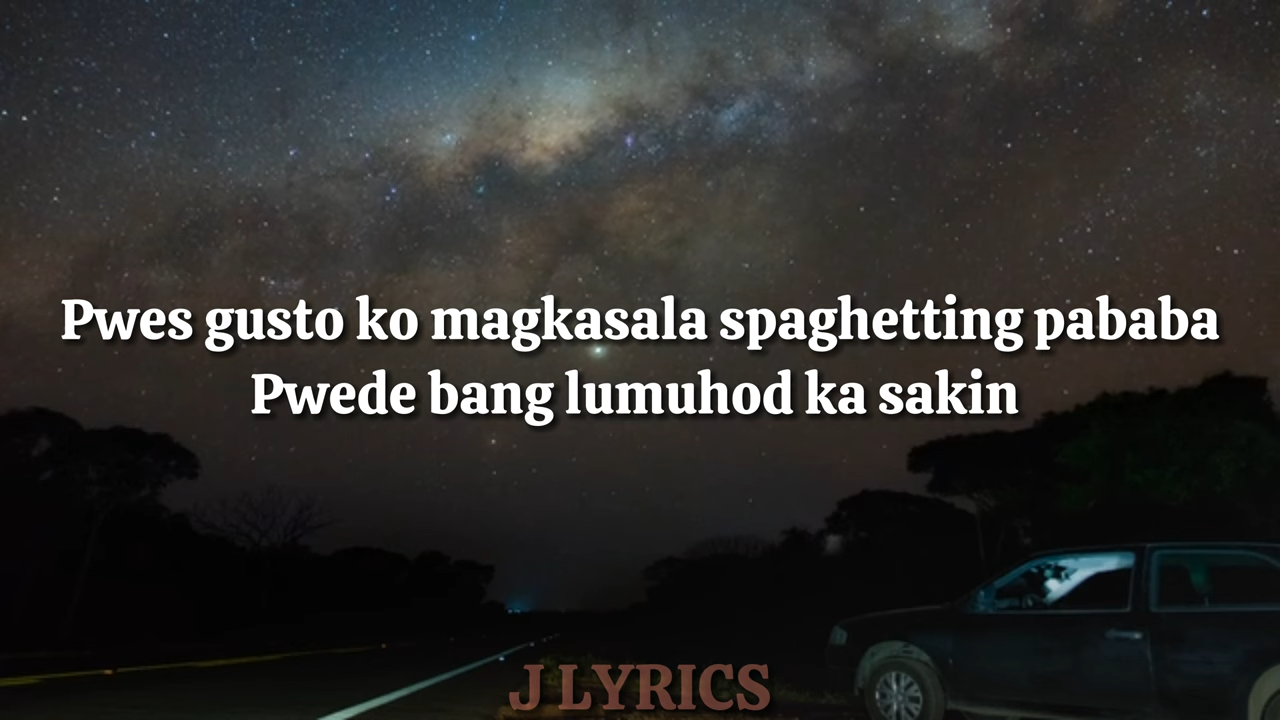 Pwes gusto ko magkasala spaghetting pababa
Pwede bang lumuhod ka sakin
J LYRICS